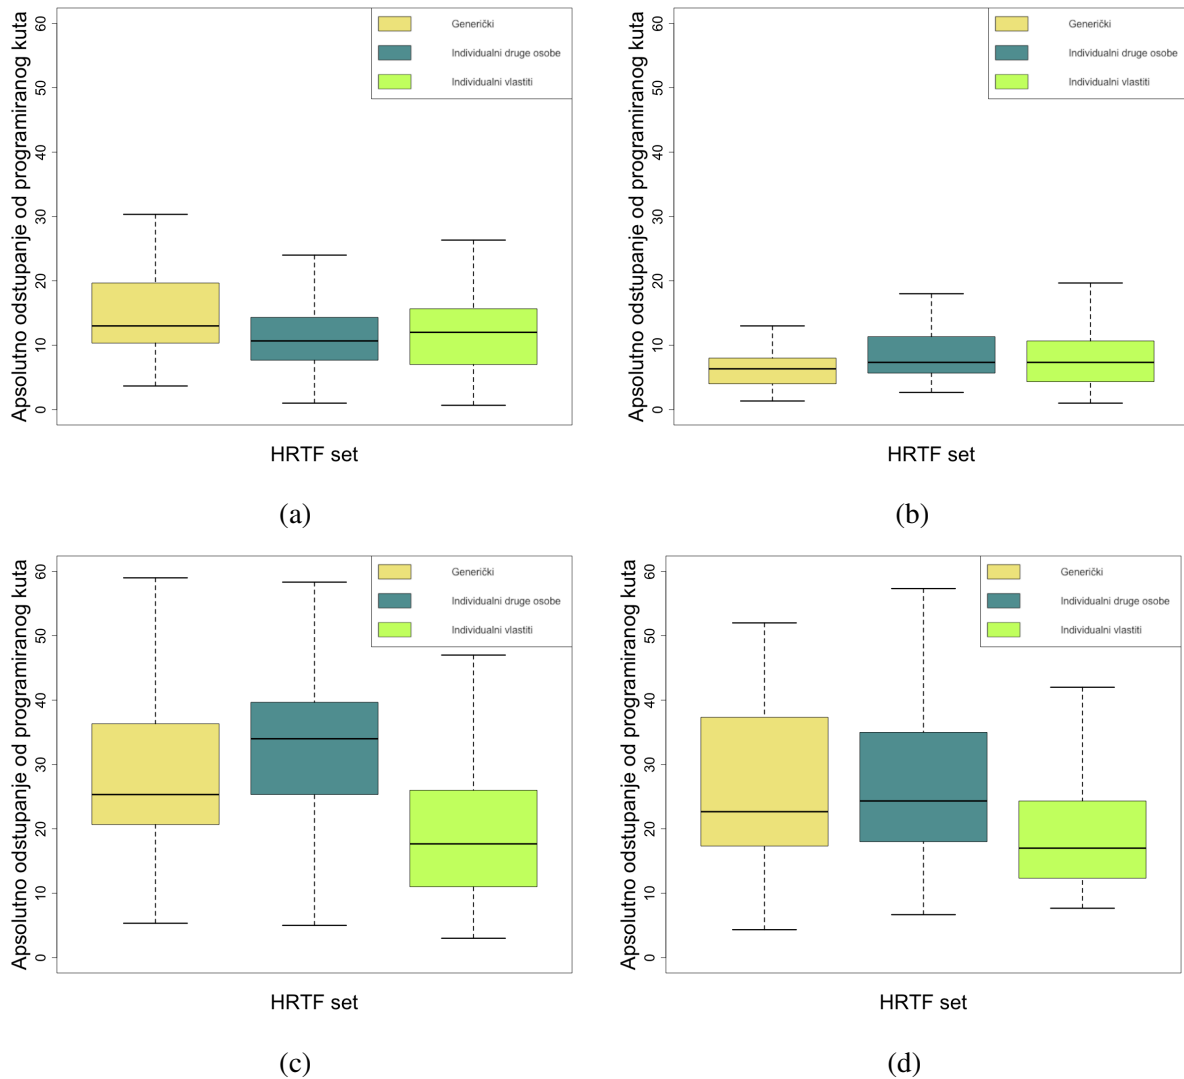 Apsolutno odstupanje od programiranog kuta
60
50
40
30
20
10
0
Generički
Individualni druge osobe
Individualni vlastiti
HRTF set
(a)
Apsolutno odstupanje od programiranog kuta
60
50
40
30
20
10
0
Generički
Individualni druge osobe
Individualni vlastiti
HRTF set
(b)
Apsolutno odstupanje od programiranog kuta
60
50
40
30
20
10
0
Generički
Individualni druge osobe
Individualni vlastiti
HRTF set
(c)
Apsolutno odstupanje od programiranog kuta
60
50
40
30
20
10
0
Generički
Individualni druge osobe
Individualni vlastiti
HRTF set
(d)